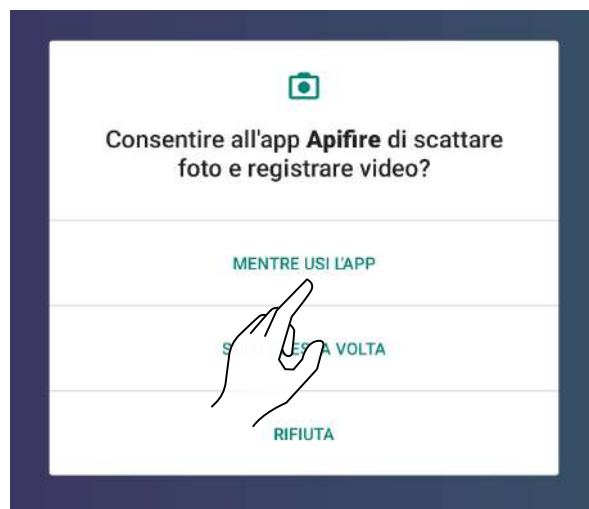 Consentire all'app Apifire di scattare
foto e registrare video?
MENTRE USI L'APP
VOLTA
RIFIUTA